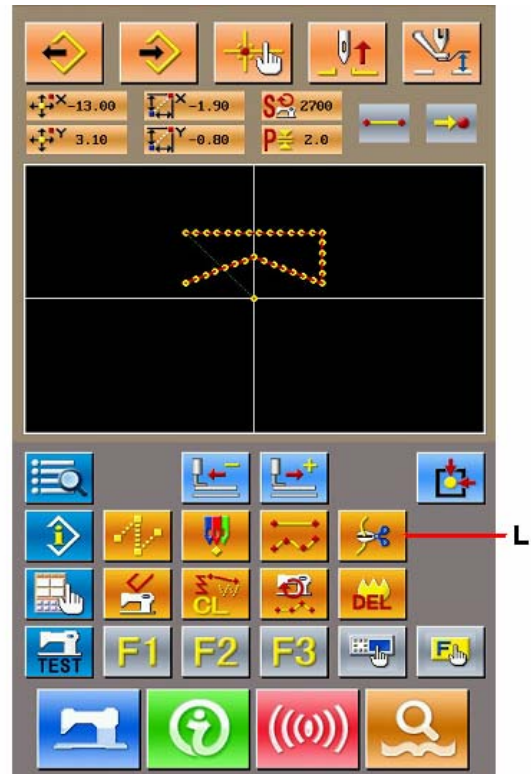 X -13.00 X -1.90 S 2700
Y 3.10 Y -0.80 P 2.0
L
CL DEL
TEST F1 F2 F3 F